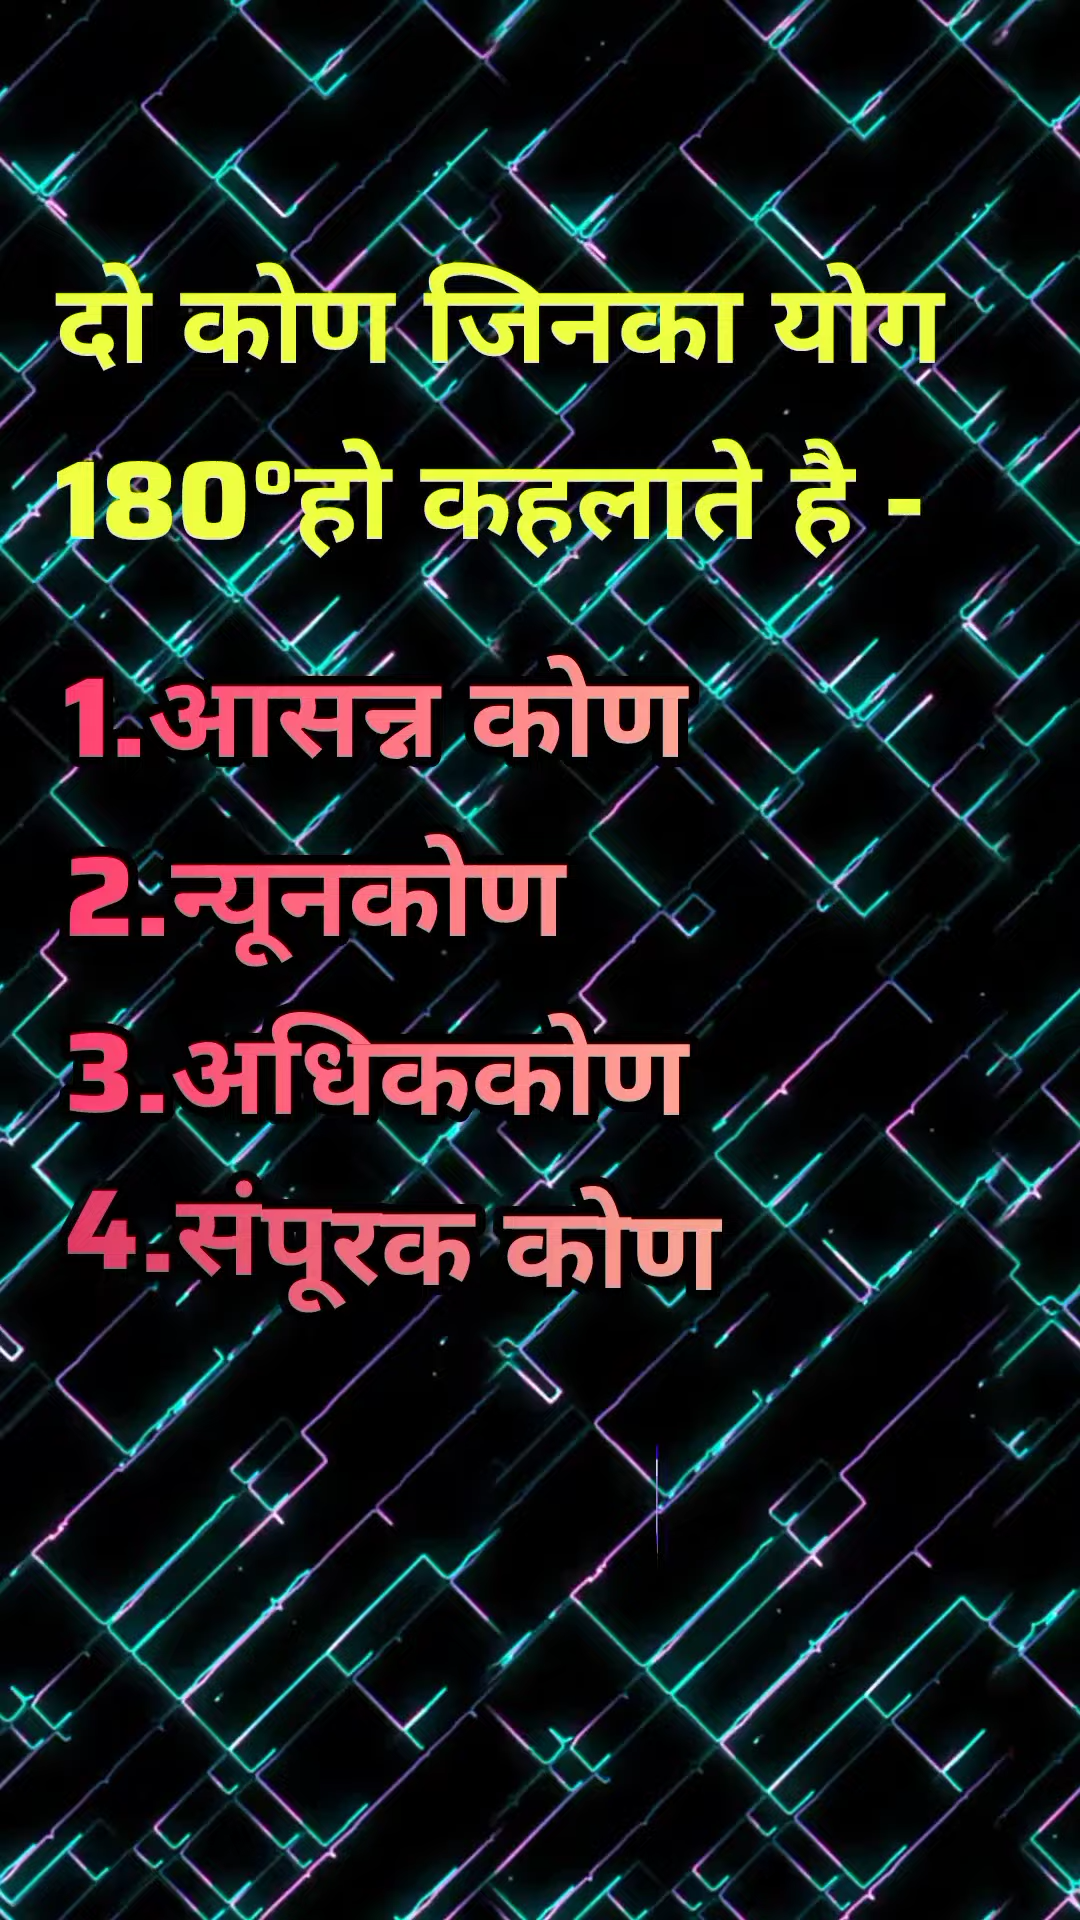 दो कोण जिनका योग
180°हो कहलाते है -
1.आसन्न कोण
2.न्यूनकोण
3.अधिककोण
4.संपूरक कोण